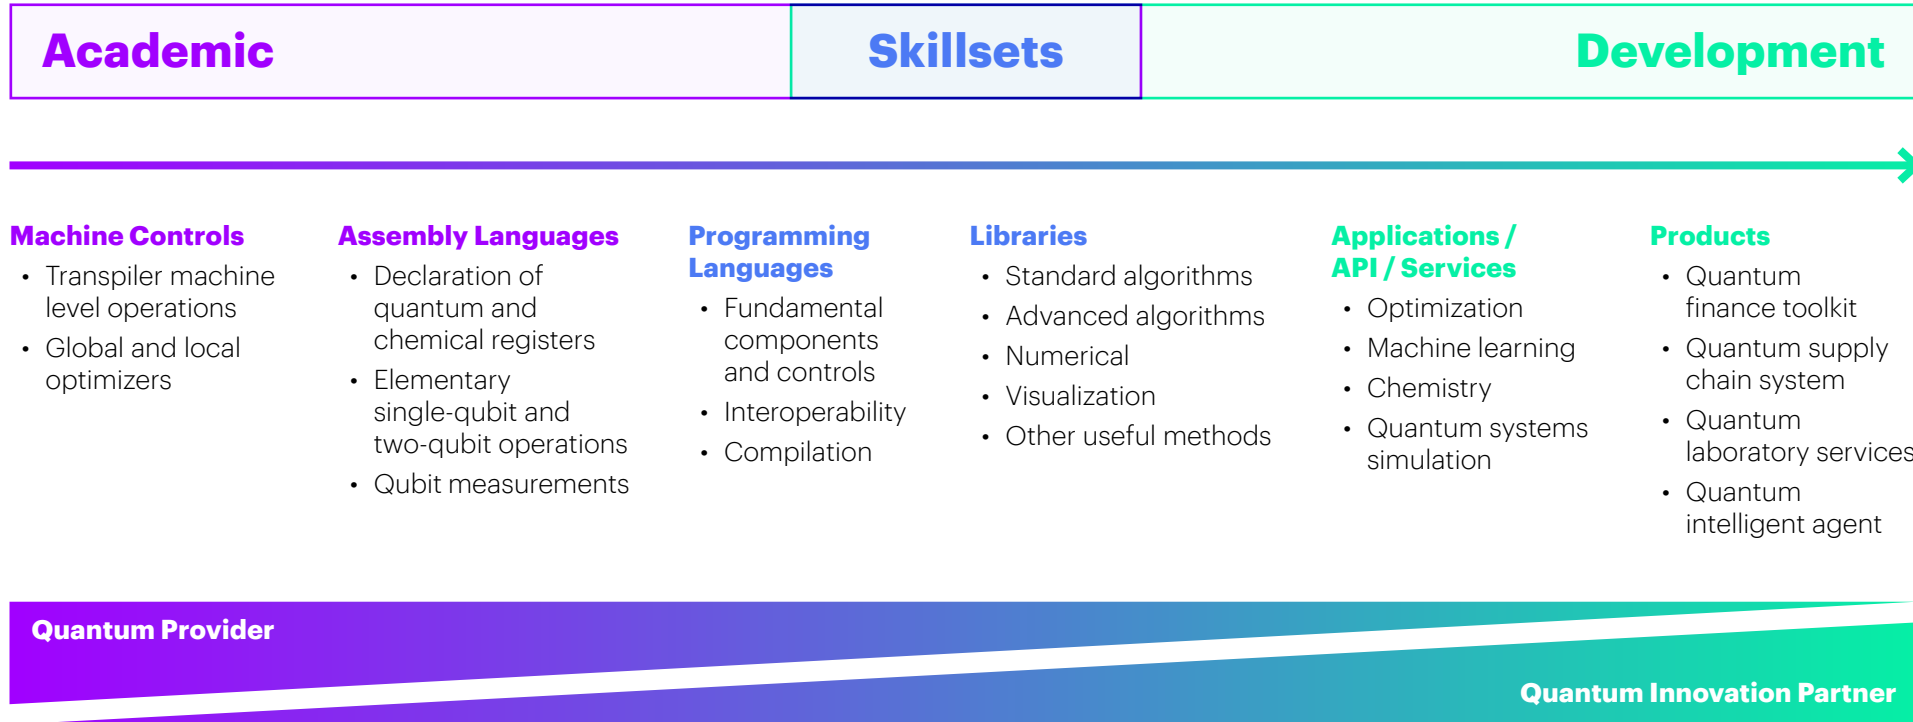 Academic
Skillsets
Development
Machine Controls
• Transpiler machine
level operations
• Global and local
optimizers
Assembly Languages
• Declaration of
quantum and
chemical registers
• Elementary
single-qubit and
two-qubit operations
• Qubit measurements
Programming
Languages
• Fundamental
components
and controls
• Interoperability
• Compilation
Libraries
• Standard algorithms
• Advanced algorithms
• Numerical
• Visualization
• Other useful methods
Applications /
API / Services
• Optimization
• Machine learning
• Chemistry
• Quantum systems
simulation
Products
• Quantum
finance toolkit
• Quantum supply
chain system
• Quantum
laboratory services
• Quantum
intelligent agent
Quantum Provider
Quantum Innovation Partner